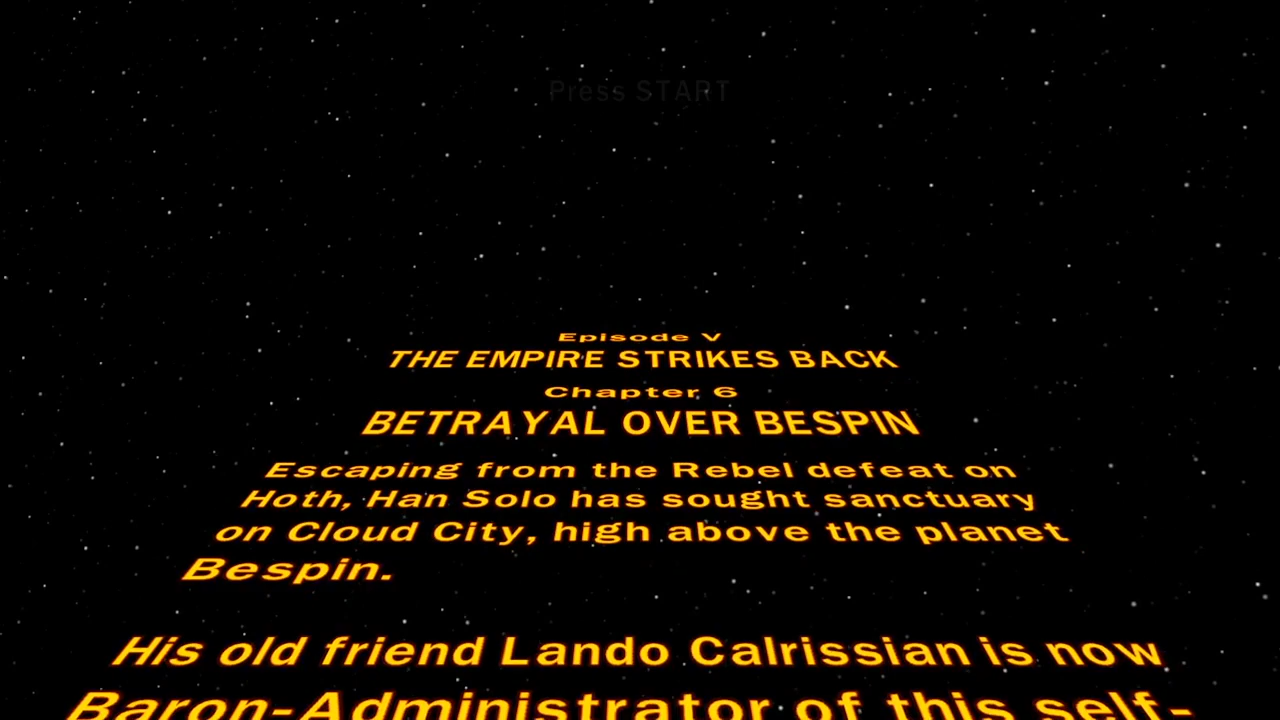 Press START
Episode V
THE EMPIRE STRIKES BACK
Chapter 6
BETRAYAL OVER BESPIN
Escaping from the Rebel defeat on
Hoth, Han Solo has sought sanctuary
on Cloud City, high above the planet
Bespin.
His old friend Lando Calrissian is now
Baron-Administrator of this self-